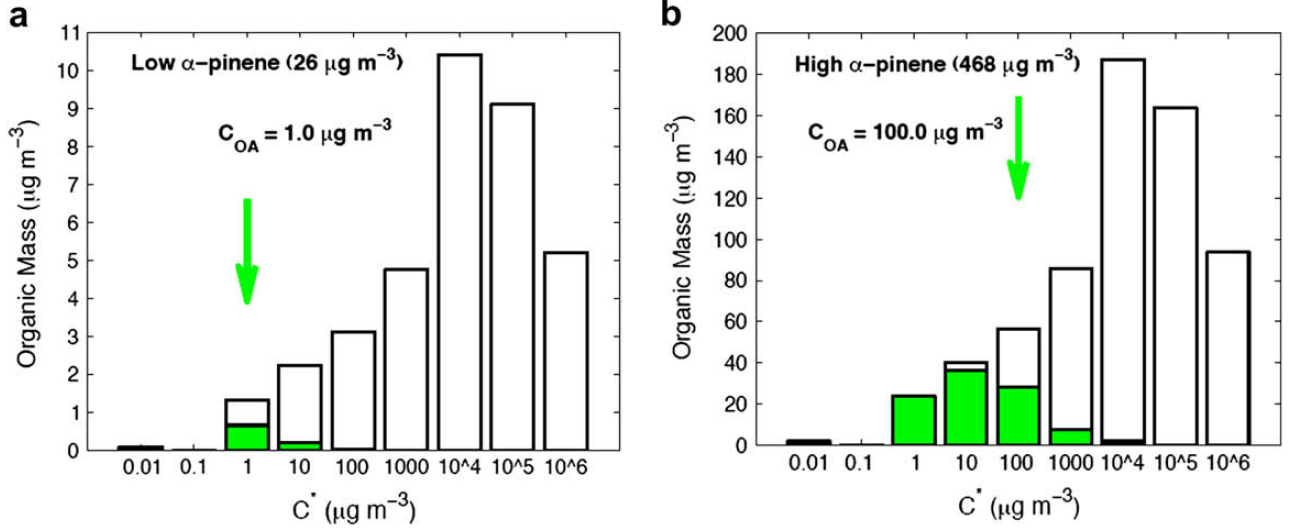 a
Low α−pinene (26 μg m−3)
C_OA = 1.0 μg m−3
Organic Mass (μg m−3)
11
10
9
8
7
6
5
4
3
2
1
0
0.01 0.1 1 10 100 1000 10^4 10^5 10^6
C* (μg m−3)
b
High α−pinene (468 μg m−3)
C_OA = 100.0 μg m−3
Organic Mass (μg m−3)
200
180
160
140
120
100
80
60
40
20
0
0.01 0.1 1 10 100 1000 10^4 10^5 10^6
C* (μg m−3)